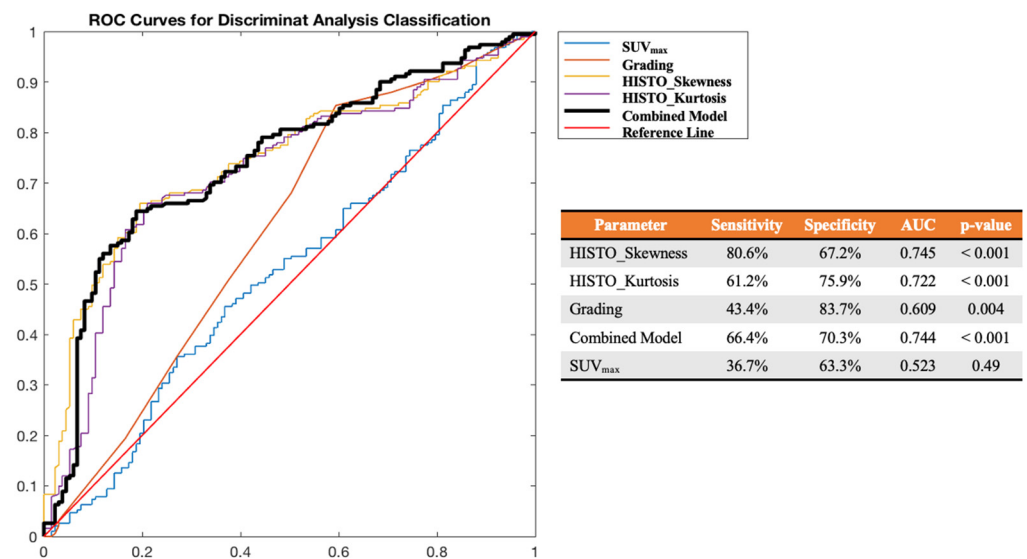 ROC Curves for Discriminat Analysis Classification
1
0.9
0.8
0.7
0.6
0.5
0.4
0.3
0.2
0.1
0
0
0.2
0.4
0.6
0.8
1
SUVmax
Grading
HISTO_Skewness
HISTO_Kurtosis
Combined Model
Reference Line
Parameter Sensitivity Specificity AUC p-value
HISTO_Skewness 80.6% 67.2% 0.745 < 0.001
HISTO_Kurtosis 61.2% 75.9% 0.722 < 0.001
Grading 43.4% 83.7% 0.609 0.004
Combined Model 66.4% 70.3% 0.744 < 0.001
SUVmax 36.7% 63.3% 0.523 0.49